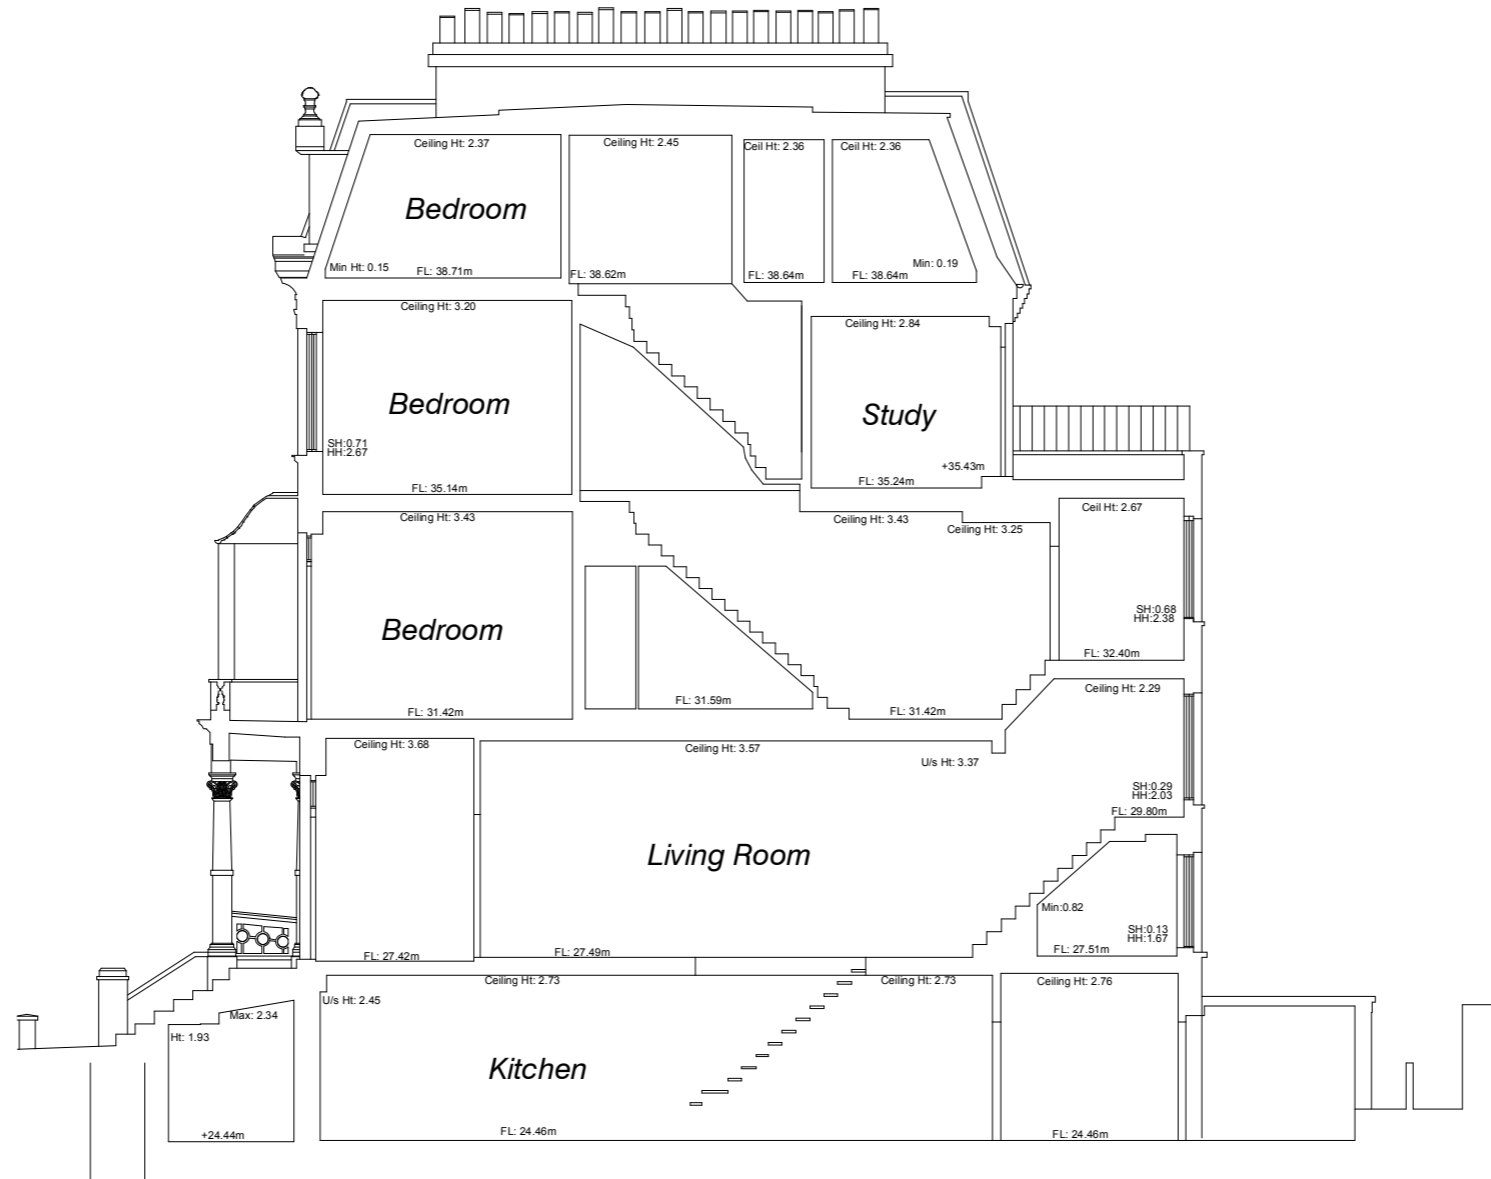 Ceiling Ht: 2.37
Ceiling Ht: 2.45
Ceil Ht: 2.36
Ceil Ht: 2.36
Bedroom
Min Ht: 0.15
FL: 38.71m
FL: 38.62m
FL: 38.64m
Min: 0.19
FL: 38.64m
Ceiling Ht: 3.20
Ceiling Ht: 2.84
Bedroom
Study
SH:0.71
HH:2.67
+35.43m
FL: 35.14m
FL: 35.24m
Ceiling Ht: 3.43
Ceiling Ht: 3.43
Ceiling Ht: 3.25
Ceil Ht: 2.67
Bedroom
SH:0.68
HH:2.38
FL: 32.40m
FL: 31.42m
FL: 31.59m
FL: 31.42m
Ceiling Ht: 2.29
Ceiling Ht: 3.68
Ceiling Ht: 3.57
U/s Ht: 3.37
SH:0.29
HH:2.03
FL: 29.80m
Living Room
Min:0.82
SH:0.13
HH:1.67
FL: 27.42m
FL: 27.49m
FL: 27.51m
Ceiling Ht: 2.73
Ceiling Ht: 2.73
Ceiling Ht: 2.76
U/s Ht: 2.45
Max: 2.34
Ht: 1.93
Kitchen
+24.44m
FL: 24.46m
FL: 24.46m